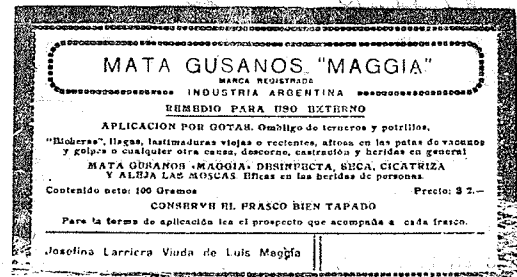 MATA GUSANOS "MAGGIA"
MARCA REGISTRADA
INDUSTRIA ARGENTINA
REMEDIO PARA USO EXTERNO
APLICACION POR GOTAS. Ombligo de terneros y potrillos,
"Bicheras", llagas, lastimaduras viejas o recientes, aftosa en las patas de vacunos
y golpes o cualquier otra causa, descorne, castración y heridas en general
MATA GUSANOS «MAGGIA» DESINFECTA, SECA, CICATRIZA
Y ALEJA LAS MOSCAS Eficaz en las heridas de personas.
Contenido neto: 100 Gramos Precio: $ 2.—
CONSERVE EL FRASCO BIEN TAPADO
Para la forma de aplicación lea el prospecto que acompaña a cada frasco.
Josefina Larriera Viuda de Luis Maggia